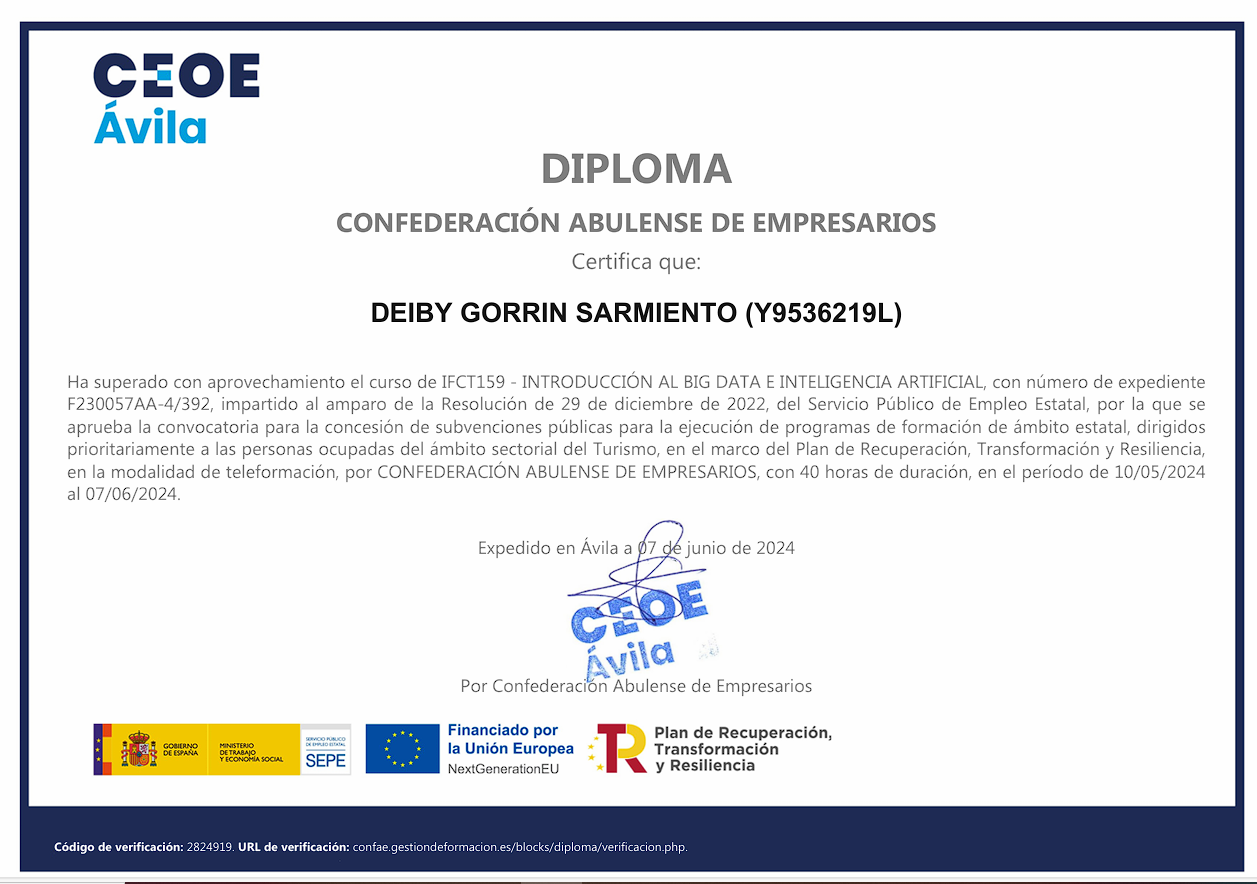 CEOE
Ávila
DIPLOMA
CONFEDERACIÓN ABULENSE DE EMPRESARIOS
Certifica que:
DEIBY GORRIN SARMIENTO (Y9536219L)
Ha superado con aprovechamiento el curso de IFCT159 - INTRODUCCIÓN AL BIG DATA E INTELIGENCIA ARTIFICIAL, con número de expediente
F230057AA-4/392, impartido al amparo de la Resolución de 29 de diciembre de 2022, del Servicio Público de Empleo Estatal, por la que se
aprueba la convocatoria para la concesión de subvenciones públicas para la ejecución de programas de formación de ámbito estatal, dirigidos
prioritariamente a las personas ocupadas del ámbito sectorial del Turismo, en el marco del Plan de Recuperación, Transformación y Resiliencia,
en la modalidad de teleformación, por CONFEDERACIÓN ABULENSE DE EMPRESARIOS, con 40 horas de duración, en el período de 10/05/2024
al 07/06/2024.
Expedido en Ávila a 07 de junio de 2024
CEOE
Ávila
Por Confederación Abulense de Empresarios
GOBIERNO
DE ESPAÑA
MINISTERIO
DE TRABAJO
Y ECONOMÍA SOCIAL
SERVICIO PÚBLICO
DE EMPLEO ESTATAL
SEPE
Financiado por
la Unión Europea
NextGenerationEU
TR
Plan de Recuperación,
Transformación
y Resiliencia
Código de verificación: 2824919. URL de verificación: confae.gestiondeformacion.es/blocks/diploma/verificacion.php.